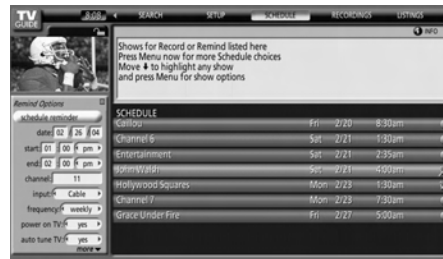 TV GUIDE 8:08 SEARCH SETUP SCHEDULE RECORDINGS LISTINGS
INFO
Shows for Record or Remind listed here
Press Menu now for more Schedule choices
Move to highlight any show
and press Menu for show options
Remind Options
schedule reminder
date: 02 26 04
start: 01 00 pm
end: 02 00 pm
channel: 11
input: Cable
frequency: weekly
power on TV: yes
auto tune TV: yes
more
SCHEDULE
Caillou Fri 2/20 8:30am
Channel 6 Sat 2/21 1:30am
Entertainment Sat 2/21 2:35am
John Walsh Sat 2/21 4:00am
Hollywood Squares Mon 2/23 1:30am
Channel 7 Mon 2/23 7:30am
Grace Under Fire Fri 2/27 5:00am